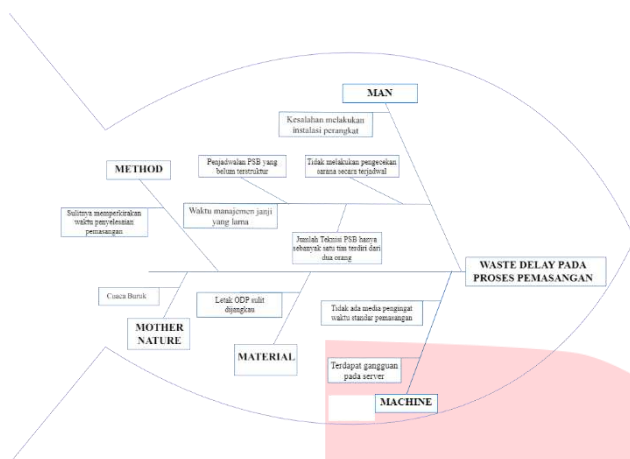 MAN
Kesalahan melakukan
instalasi perangkat
METHOD
Penjadwalan PSB yang
belum terstruktur
Tidak melakukan pengecekan
sarana secara terjadwal
Sulitnya memperkirakan
waktu penyelesaian
pemasangan
Waktu manajemen janji
yang lama
Jumlah Teknisi PSB hanya
sebanyak satu tim terdiri dari
dua orang
WASTE DELAY PADA
PROSES PEMASANGAN
Cuaca Buruk
Letak ODP sulit
dijangkau
Tidak ada media pengingat
waktu standar pemasangan
MOTHER
NATURE
MATERIAL
Terdapat gangguan
pada server
MACHINE